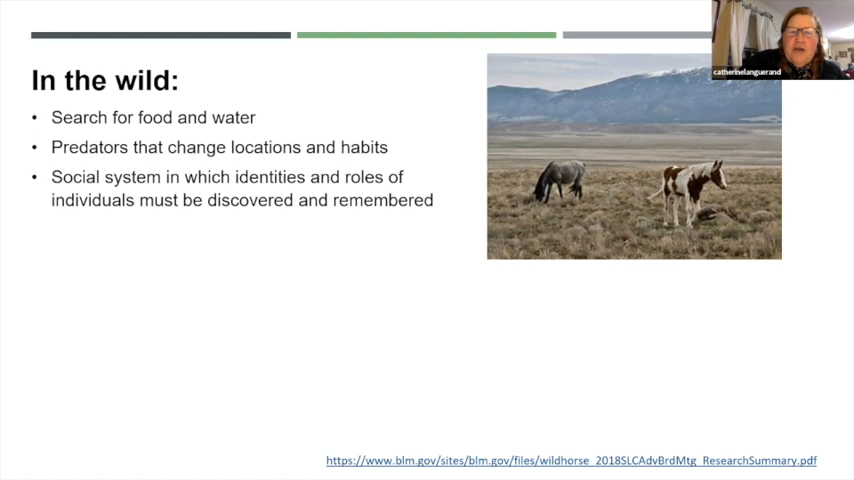 catherinelanguerand
In the wild:
• Search for food and water
• Predators that change locations and habits
• Social system in which identities and roles of
individuals must be discovered and remembered
https://www.blm.gov/sites/blm.gov/files/wildhorse_2018SLCAdvBrdMtg_ResearchSummary.pdf